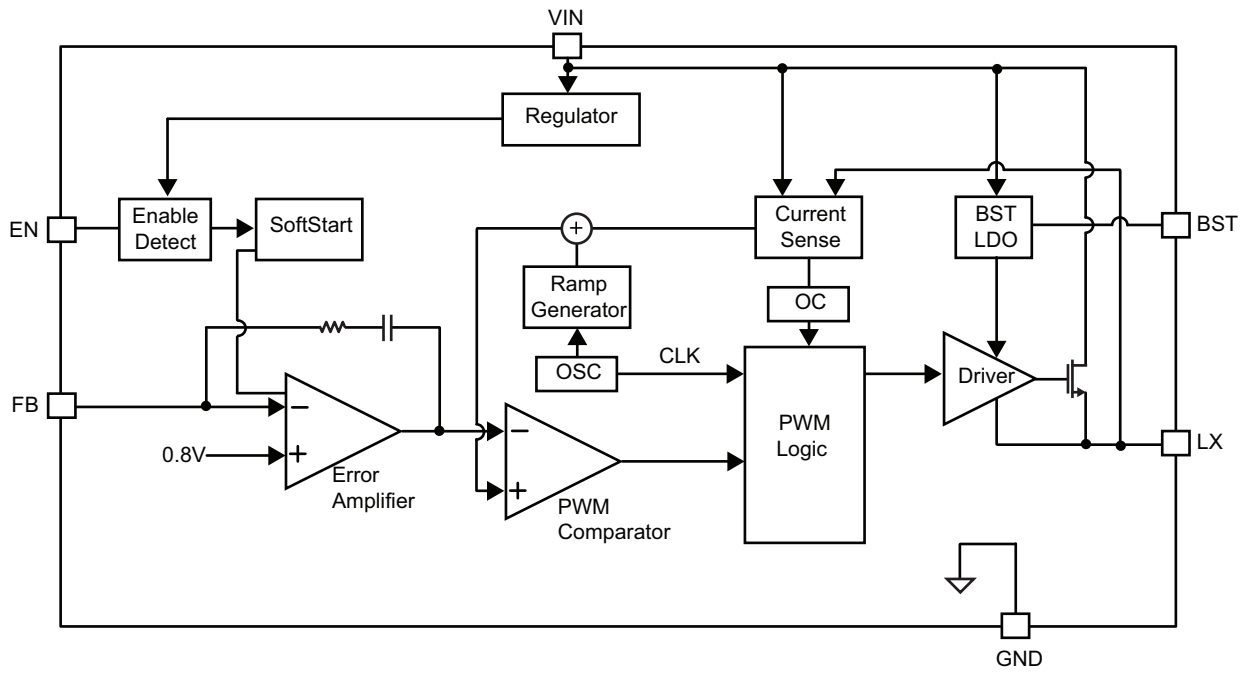 VIN
Regulator
EN
Enable
Detect
SoftStart
+
Current
Sense
BST
LDO
BST
Ramp
Generator
OC
OSC
CLK
Driver
FB
−
0.8V
+
Error
Amplifier
−
+
PWM
Comparator
PWM
Logic
LX
GND